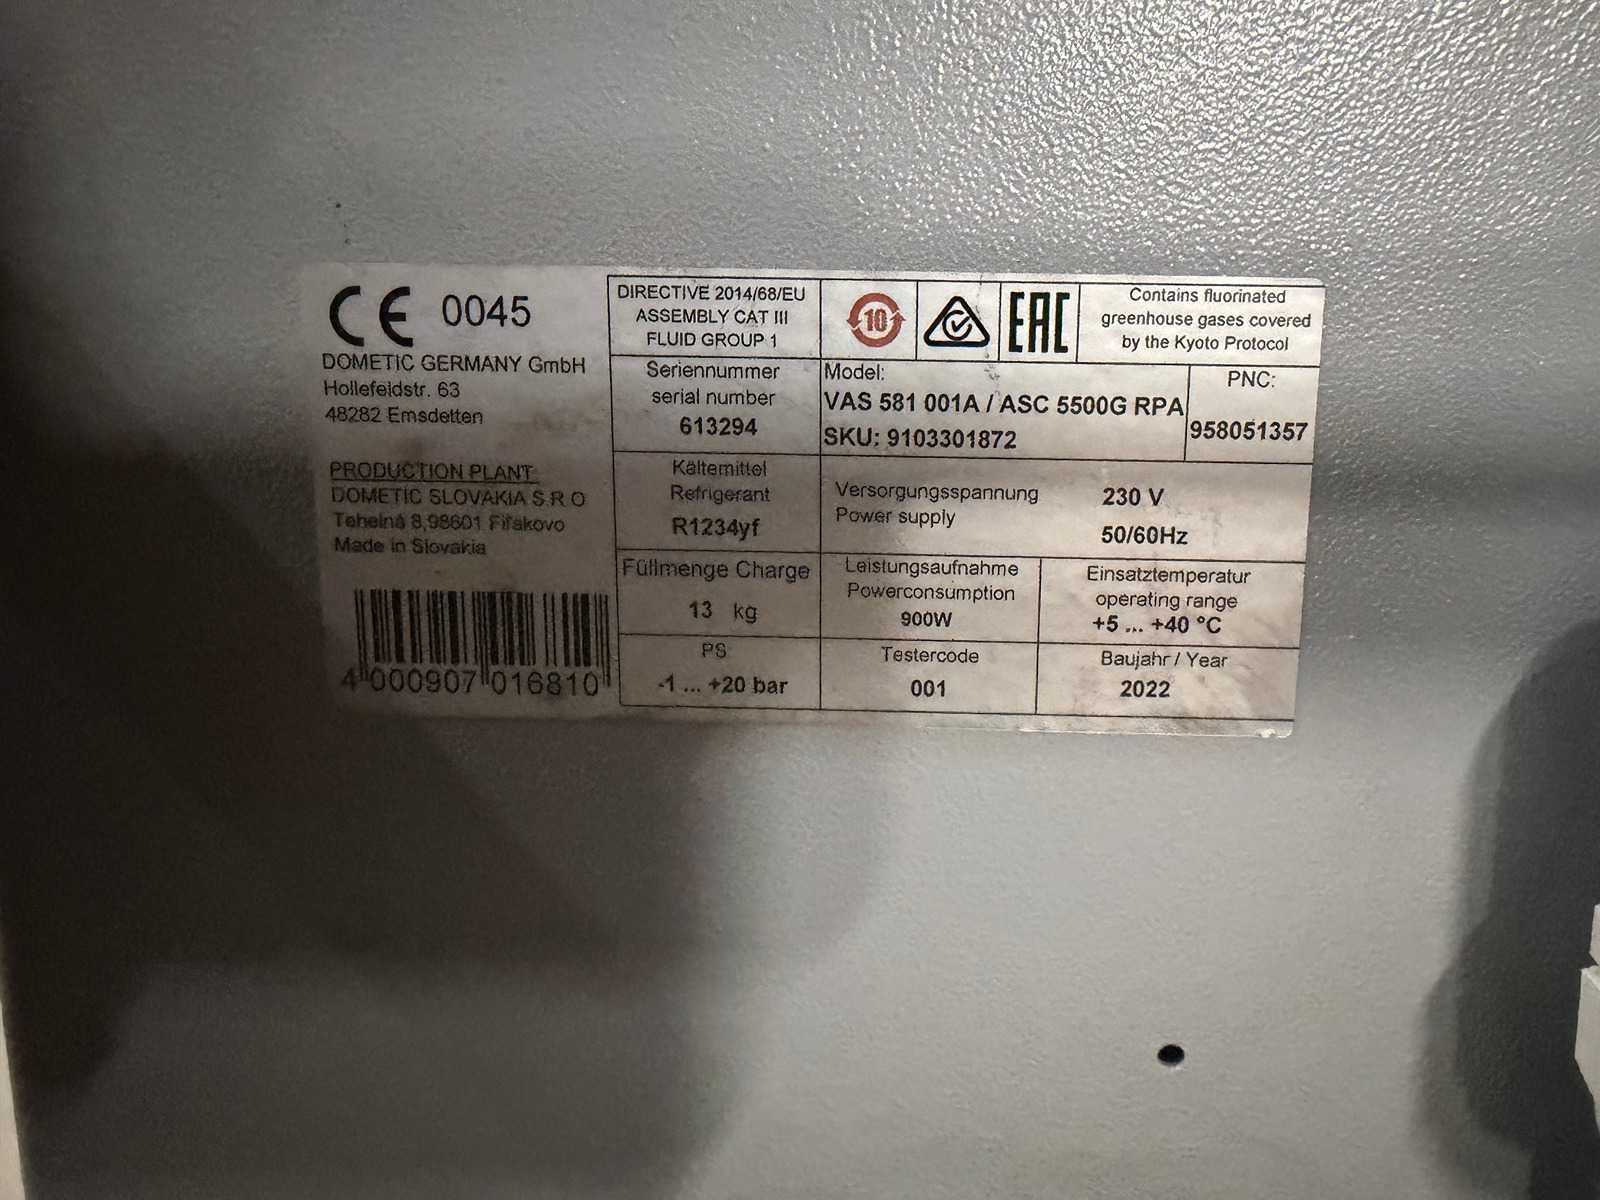 CE 0045
DOMETIC GERMANY GmbH
Hollefeldstr. 63
48282 Emsdetten
PRODUCTION PLANT
DOMETIC SLOVAKIA S.R.O
Tehelná 8,98601 Fiľakovo
Made in Slovakia
4 000907 016810
DIRECTIVE 2014/68/EU
ASSEMBLY CAT III
FLUID GROUP 1
10
EAC
Contains fluorinated
greenhouse gases covered
by the Kyoto Protocol
Seriennummer
serial number
613294
Model:
VAS 581 001A / ASC 5500G RPA
SKU: 9103301872
PNC:
958051357
Kältemittel
Refrigerant
R1234yf
Versorgungsspannung
Power supply
230 V
50/60Hz
Füllmenge Charge
13 kg
Leistungsaufnahme
Powerconsumption
900W
Einsatztemperatur
operating range
+5 ... +40 °C
PS
-1 ... +20 bar
Testercode
001
Baujahr / Year
2022